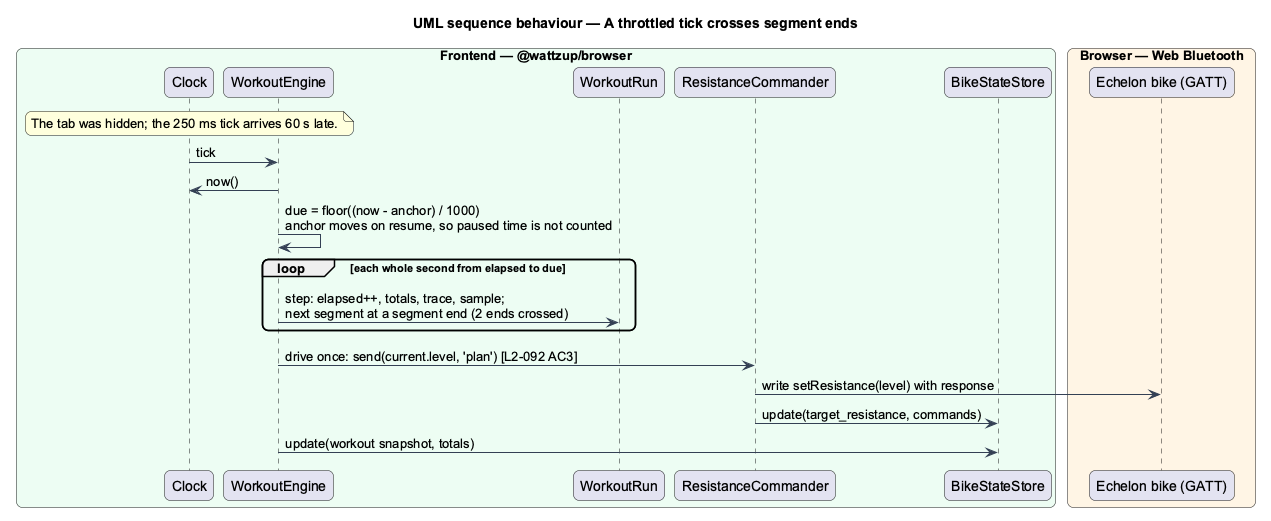 UML sequence behaviour — A throttled tick crosses segment ends
Frontend — @wattzup/browser
Browser — Web Bluetooth
Clock
WorkoutEngine
WorkoutRun
ResistanceCommander
BikeStateStore
Echelon bike (GATT)
The tab was hidden; the 250 ms tick arrives 60 s late.
tick
now()
due = floor((now - anchor) / 1000)
anchor moves on resume, so paused time is not counted
loop
[each whole second from elapsed to due]
step: elapsed++, totals, trace, sample;
next segment at a segment end (2 ends crossed)
drive once: send(current.level, 'plan') [L2-092 AC3]
write setResistance(level) with response
update(target_resistance, commands)
update(workout snapshot, totals)
Clock
WorkoutEngine
WorkoutRun
ResistanceCommander
BikeStateStore
Echelon bike (GATT)